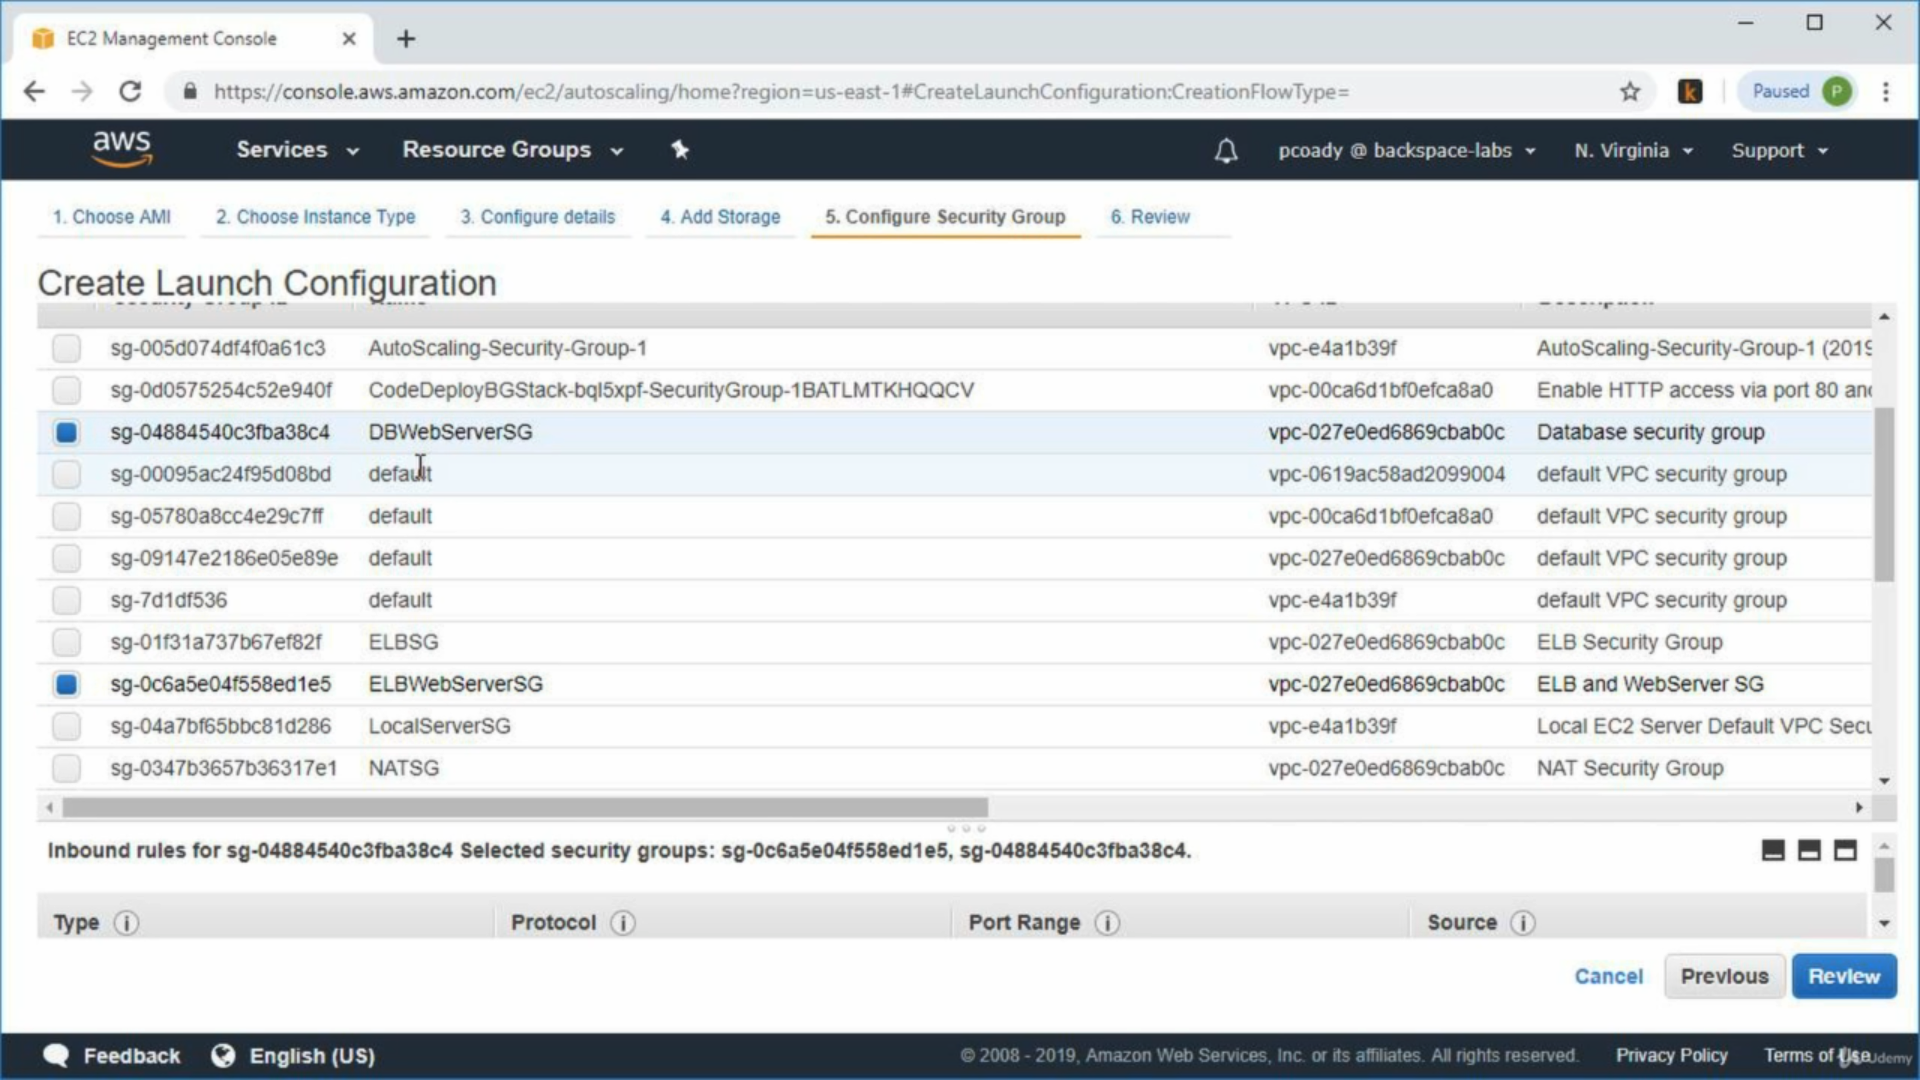 EC2 Management Console
https://console.aws.amazon.com/ec2/autoscaling/home?region=us-east-1#CreateLaunchConfiguration:CreationFlowType=
k
Paused P
aws Services Resource Groups pcoady @ backspace-labs N. Virginia Support
1. Choose AMI 2. Choose Instance Type 3. Configure details 4. Add Storage 5. Configure Security Group 6. Review
Create Launch Configuration
sg-005d074df4f0a61c3 AutoScaling-Security-Group-1 vpc-e4a1b39f AutoScaling-Security-Group-1 (2019
sg-0d0575254c52e940f CodeDeployBGStack-bql5xpf-SecurityGroup-1BATLMTKHQQCV vpc-00ca6d1bf0efca8a0 Enable HTTP access via port 80 and
sg-04884540c3fba38c4 DBWebServerSG vpc-027e0ed6869cbab0c Database security group
sg-00095ac24f95d08bd default vpc-0619ac58ad2099004 default VPC security group
sg-05780a8cc4e29c7ff default vpc-00ca6d1bf0efca8a0 default VPC security group
sg-09147e2186e05e89e default vpc-027e0ed6869cbab0c default VPC security group
sg-7d1df536 default vpc-e4a1b39f default VPC security group
sg-01f31a737b67ef82f ELBSG vpc-027e0ed6869cbab0c ELB Security Group
sg-0c6a5e04f558ed1e5 ELBWebServerSG vpc-027e0ed6869cbab0c ELB and WebServer SG
sg-04a7bf65bbc81d286 LocalServerSG vpc-e4a1b39f Local EC2 Server Default VPC Secu
sg-0347b3657b36317e1 NATSG vpc-027e0ed6869cbab0c NAT Security Group
Inbound rules for sg-04884540c3fba38c4 Selected security groups: sg-0c6a5e04f558ed1e5, sg-04884540c3fba38c4.
Type Protocol Port Range Source
Cancel Previous Review
Feedback English (US) © 2008 - 2019, Amazon Web Services, Inc. or its affiliates. All rights reserved. Privacy Policy Terms of Use
Udemy